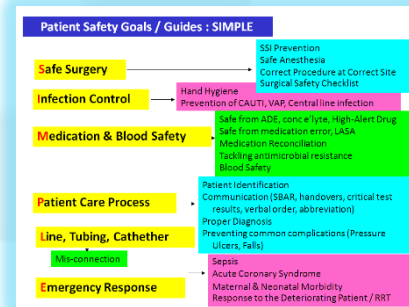 Patient Safety Goals / Guides : SIMPLE
Safe Surgery
SSI Prevention
Safe Anesthesia
Correct Procedure at Correct Site
Surgical Safety Checklist
Infection Control
Hand Hygiene
Prevention of CAUTI, VAP, Central line infection
Medication & Blood Safety
Safe from ADE, conc e'lyte, High-Alert Drug
Safe from medication error, LASA
Medication Reconciliation
Tackling antimicrobial resistance
Blood Safety
Patient Care Process
Patient Identification
Communication (SBAR, handovers, critical test
results, verbal order, abbreviation)
Proper Diagnosis
Preventing common complications (Pressure
Ulcers, Falls)
Line, Tubing, Cathether
Mis-connection
Emergency Response
Sepsis
Acute Coronary Syndrome
Maternal & Neonatal Morbidity
Response to the Deteriorating Patient / RRT